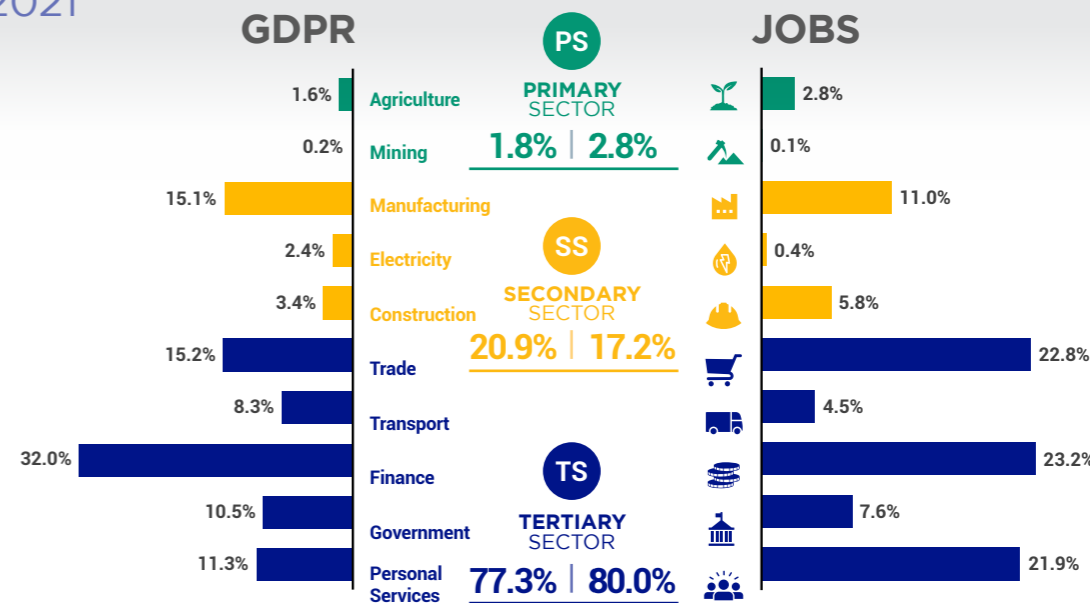 2021
GDPR
PS
JOBS
PRIMARY
SECTOR
1.8% | 2.8%
1.6%
Agriculture
2.8%
0.2%
Mining
0.1%
15.1%
Manufacturing
11.0%
SS
2.4%
Electricity
0.4%
SECONDARY
SECTOR
3.4%
Construction
5.8%
20.9% | 17.2%
15.2%
Trade
22.8%
8.3%
Transport
4.5%
32.0%
Finance
23.2%
TS
10.5%
Government
7.6%
TERTIARY
SECTOR
11.3%
Personal
Services
77.3% | 80.0%
21.9%